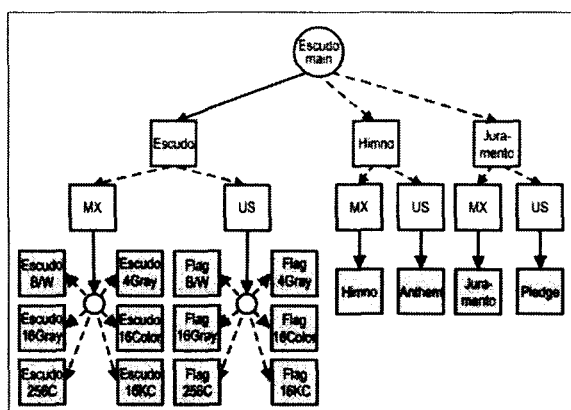 Escudo
main
Escudo
Himno
Jura-
mento
MX
US
MX
US
MX
US
Escudo
B/W
Escudo
4Gray
Flag
B/W
Flag
4Gray
Himno
Anthem
Jura-
mento
Pledge
Escudo
16Gray
Escudo
16Color
Flag
16Gray
Flag
16Color
Escudo
256C
Escudo
16KC
Flag
256C
Flag
16KC